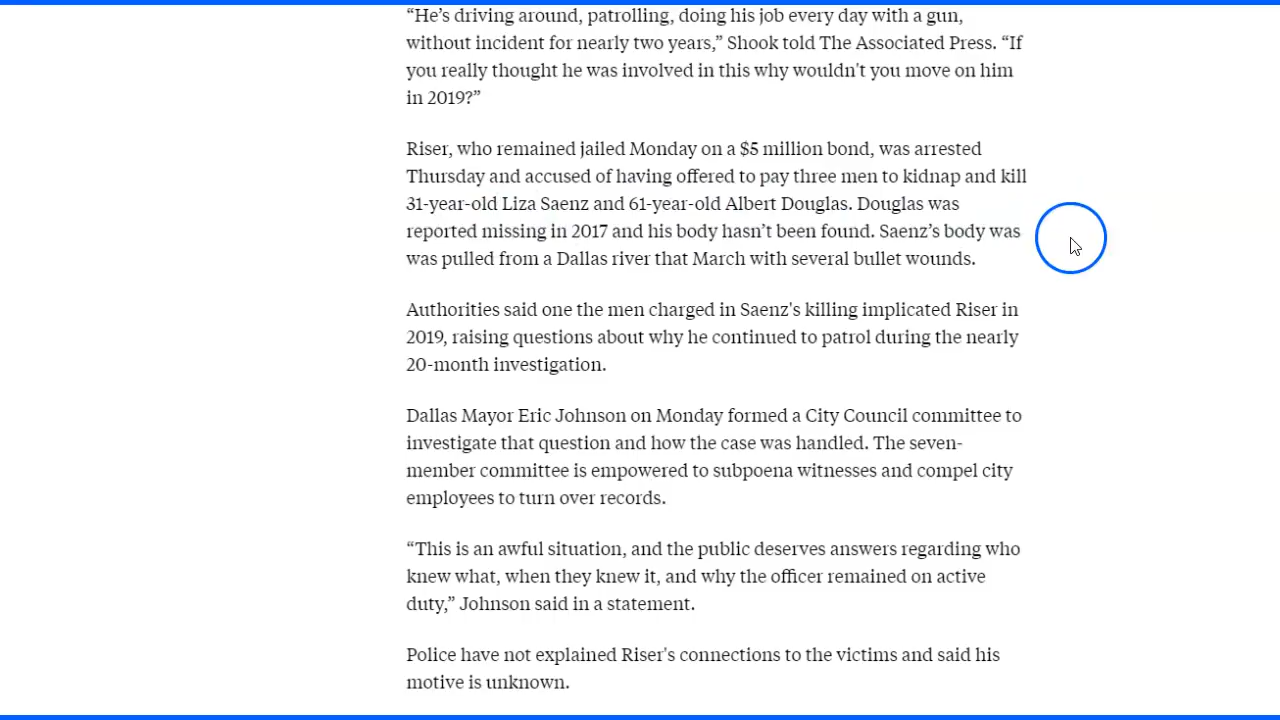 “He’s driving around, patrolling, doing his job every day with a gun,
without incident for nearly two years,” Shook told The Associated Press. “If
you really thought he was involved in this why wouldn't you move on him
in 2019?”
Riser, who remained jailed Monday on a $5 million bond, was arrested
Thursday and accused of having offered to pay three men to kidnap and kill
31-year-old Liza Saenz and 61-year-old Albert Douglas. Douglas was
reported missing in 2017 and his body hasn’t been found. Saenz’s body was
was pulled from a Dallas river that March with several bullet wounds.
Authorities said one the men charged in Saenz's killing implicated Riser in
2019, raising questions about why he continued to patrol during the nearly
20-month investigation.
Dallas Mayor Eric Johnson on Monday formed a City Council committee to
investigate that question and how the case was handled. The seven-
member committee is empowered to subpoena witnesses and compel city
employees to turn over records.
“This is an awful situation, and the public deserves answers regarding who
knew what, when they knew it, and why the officer remained on active
duty,” Johnson said in a statement.
Police have not explained Riser's connections to the victims and said his
motive is unknown.